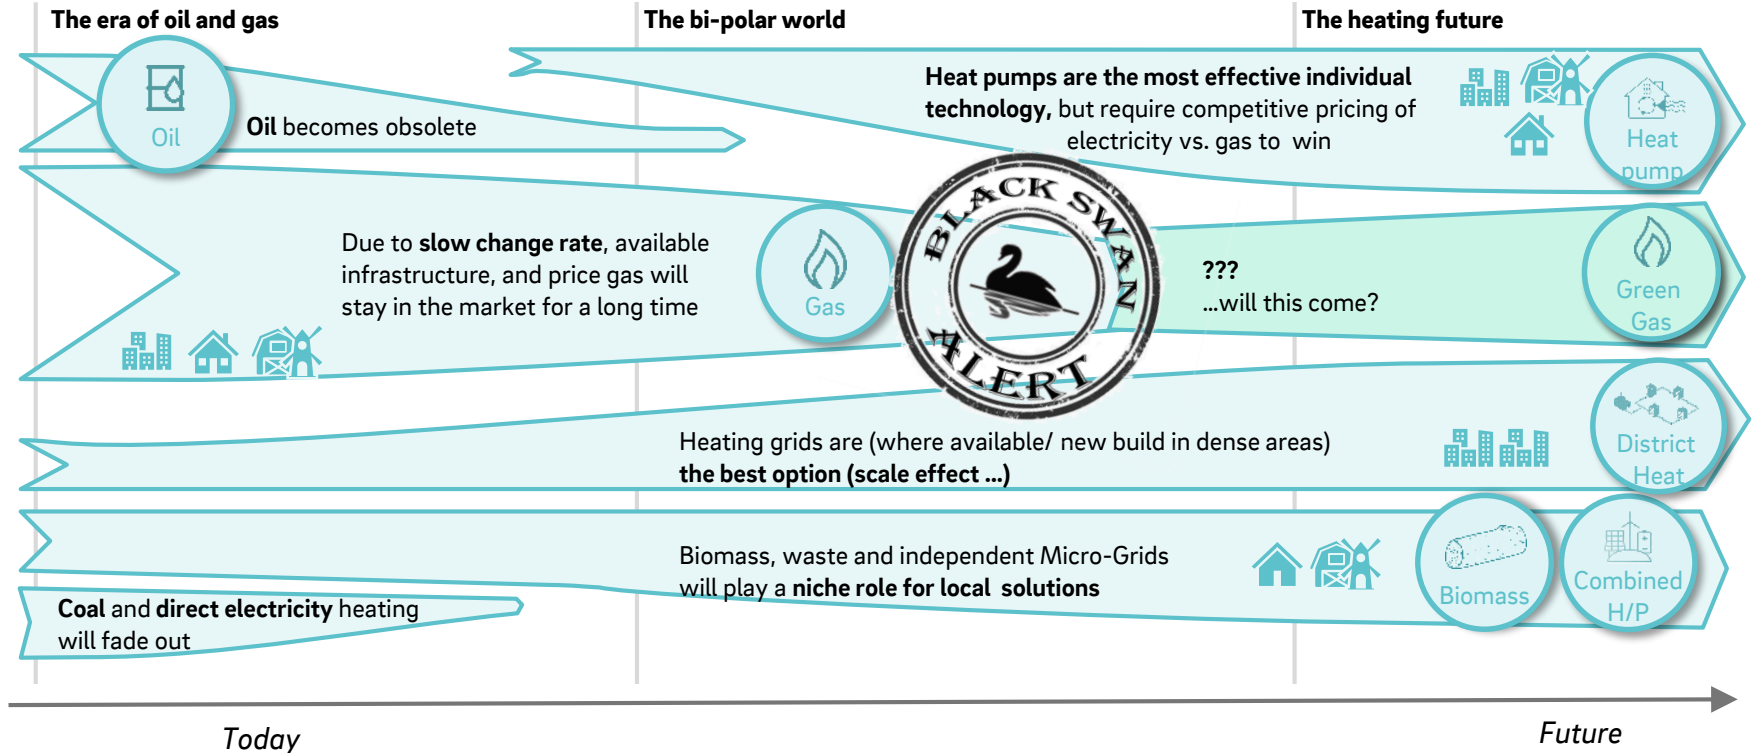 The era of oil and gas
The bi-polar world
The heating future
Oil
Oil becomes obsolete
Heat pumps are the most effective individual
technology, but require competitive pricing of
electricity vs. gas to win
Heat
pump
Due to slow change rate, available
infrastructure, and price gas will
stay in the market for a long time
Gas
BLACK SWAN
ALERT
???
...will this come?
Green
Gas
Heating grids are (where available/ new build in dense areas)
the best option (scale effect ...)
District
Heat
Biomass, waste and independent Micro-Grids
will play a niche role for local solutions
Biomass
Combined
H/P
Coal and direct electricity heating
will fade out
Today
Future